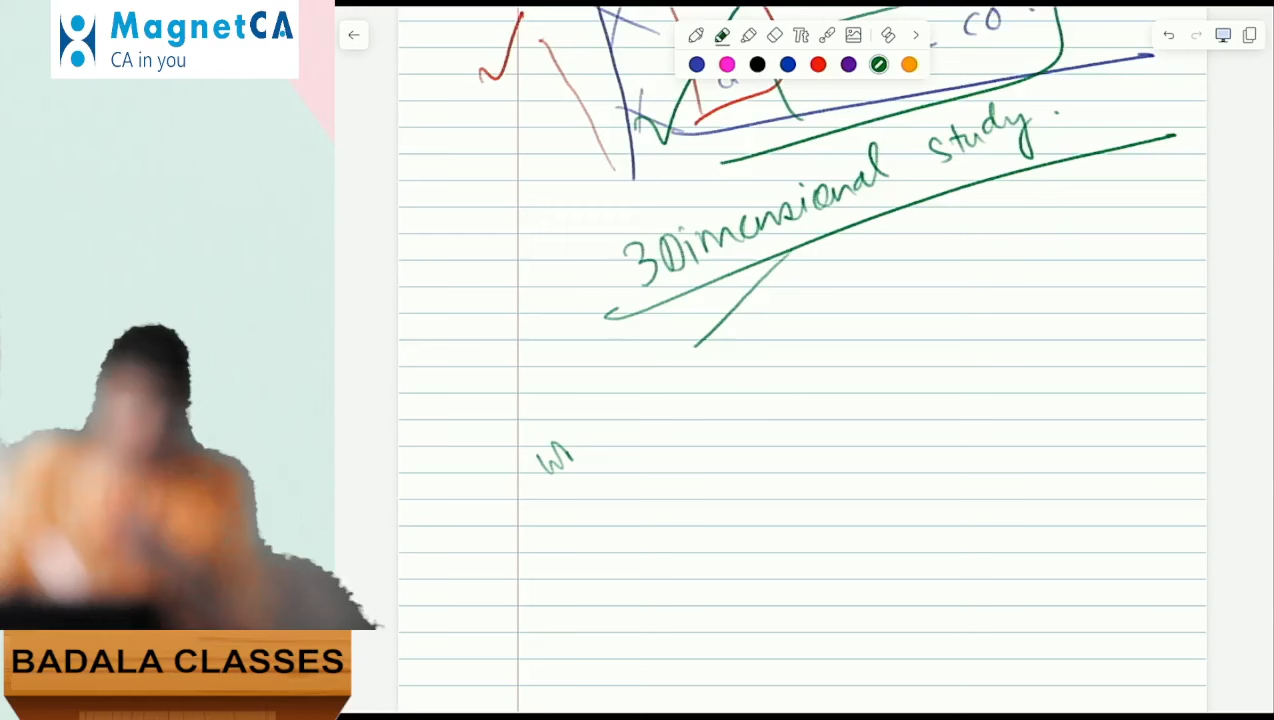 MagnetCA
CA in you
co.
3Dimensional study.
BADALA CLASSES